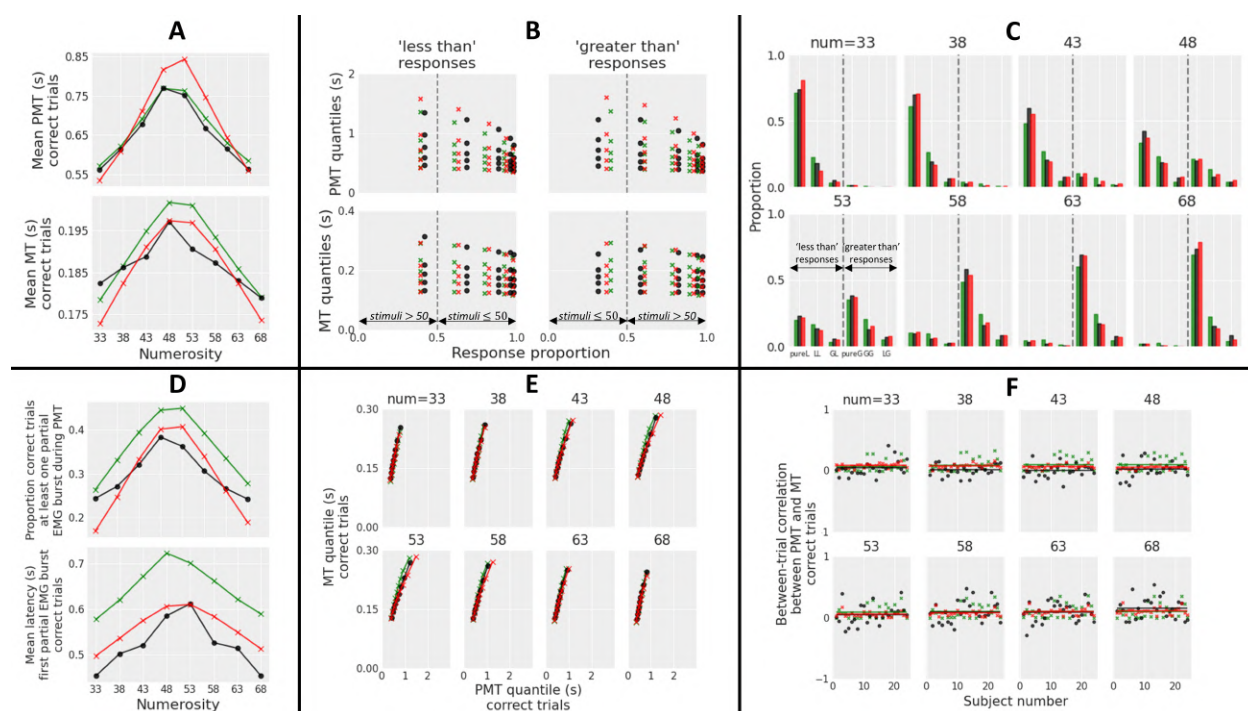 A
Mean PMT (s)
correct trials
0.85
0.75
0.65
0.55
Mean MT (s)
correct trials
0.195
0.185
0.175
33 38 43 48 53 58 63 68
Numerosity
B
'less than'
responses
'greater than'
responses
PMT quantiles (s)
2
1
0
MT quantiles (s)
0.4
0.2
0.0
stimuli > 50
stimuli ≤ 50
stimuli ≤ 50
stimuli > 50
0.0 0.5 1.0
0.0 0.5 1.0
Response proportion
C
num=33 38 43 48
Proportion
1.0
0.5
0.0
53 58 63 68
1.0
0.5
0.0
'less than'
responses
'greater than'
responses
pureL LL GL pureG GG LG
D
Proportion correct trials
at least one partial
EMG burst during PMT
0.4
0.3
0.2
Mean latency (s)
first partial EMG burst
correct trials
0.7
0.6
0.5
33 38 43 48 53 58 63 68
Numerosity
E
num=33 38 43 48
MT quantile (s)
correct trials
0.30
0.15
0.00
53 58 63 68
0.30
0.15
0.00
0 1 2
0 1 2
0 1 2
0 1 2
PMT quantile (s)
correct trials
F
num=33 38 43 48
Between-trial correlation
between PMT and MT
correct trials
1
0
1
53 58 63 68
1
0
−1
0 10 20
0 10 20
0 10 20
0 10 20
Subject number